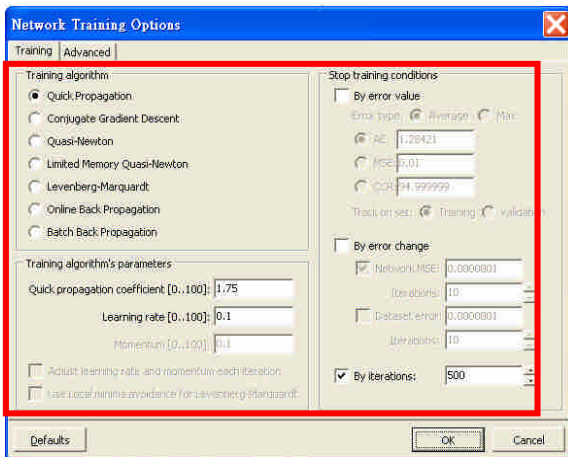 Network Training Options
Training Advanced
Training algorithm
Quick Propagation
Conjugate Gradient Descent
Quasi-Newton
Limited Memory Quasi-Newton
Levenberg-Marquardt
Online Back Propagation
Batch Back Propagation
Training algorithm's parameters
Quick propagation coefficient [0..100]: 1.75
Learning rate [0..100]: 0.1
Momentum [0..100]: 0.1
Adjust learning rate and momentum each iteration
Use Local minima avoidance for Levenberg-Marquardt
Stop training conditions
By error value
Error type: Average Max
AE: 1.28421
MSE: 0.01
CCR: 94.999999
Track on set: Training validation
By error change
Network MSE: 0.0000001
Iterations: 10
Dataset error: 0.0000001
Iterations: 10
By iterations: 500
Defaults
OK
Cancel